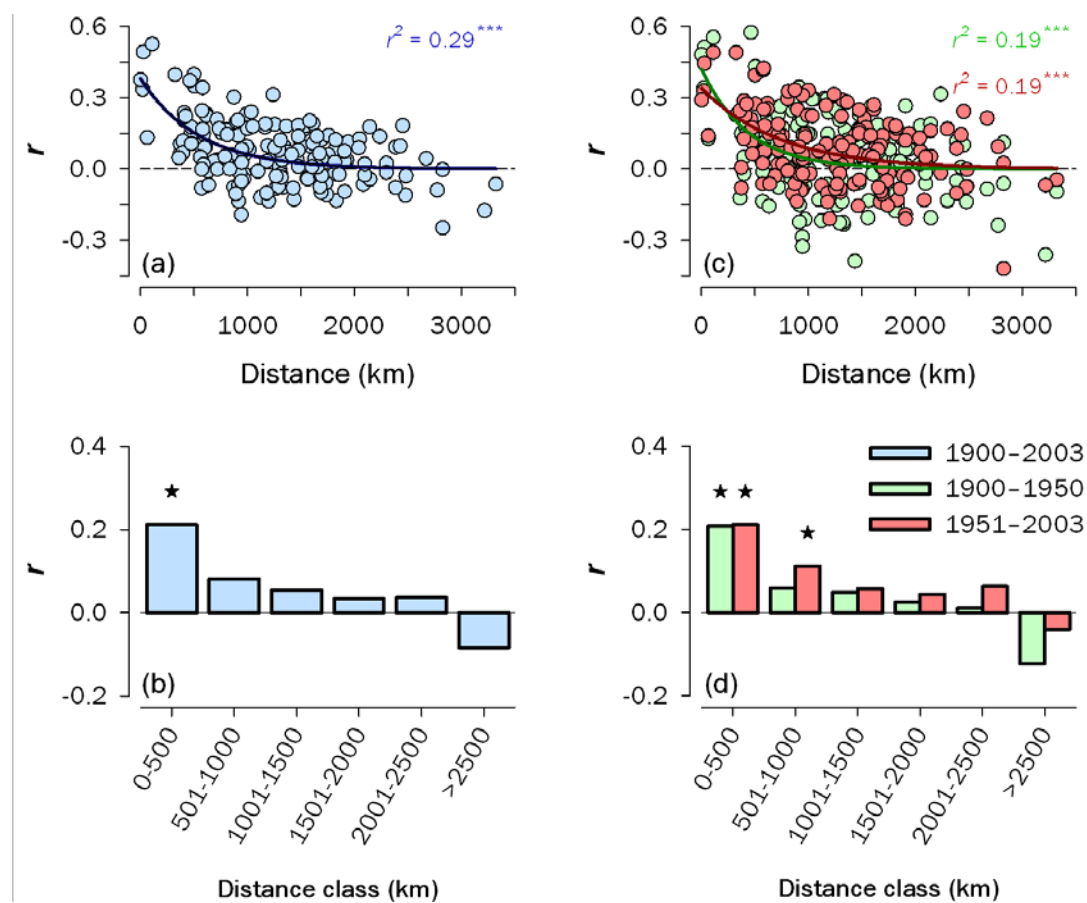 r² = 0.29***
0.6
0.3
0.0
-0.3
r
(a)
0 1000 2000 3000
Distance (km)
r² = 0.19***
r² = 0.19***
0.6
0.3
0.0
-0.3
r
(c)
0 1000 2000 3000
Distance (km)
0.4
0.2
0.0
-0.2
r
★
(b)
0-500
501-1000
1001-1500
1501-2000
2001-2500
>2500
Distance class (km)
1900-2003
1900-1950
1951-2003
0.4
0.2
0.0
-0.2
r
★ ★
★
(d)
0-500
501-1000
1001-1500
1501-2000
2001-2500
>2500
Distance class (km)